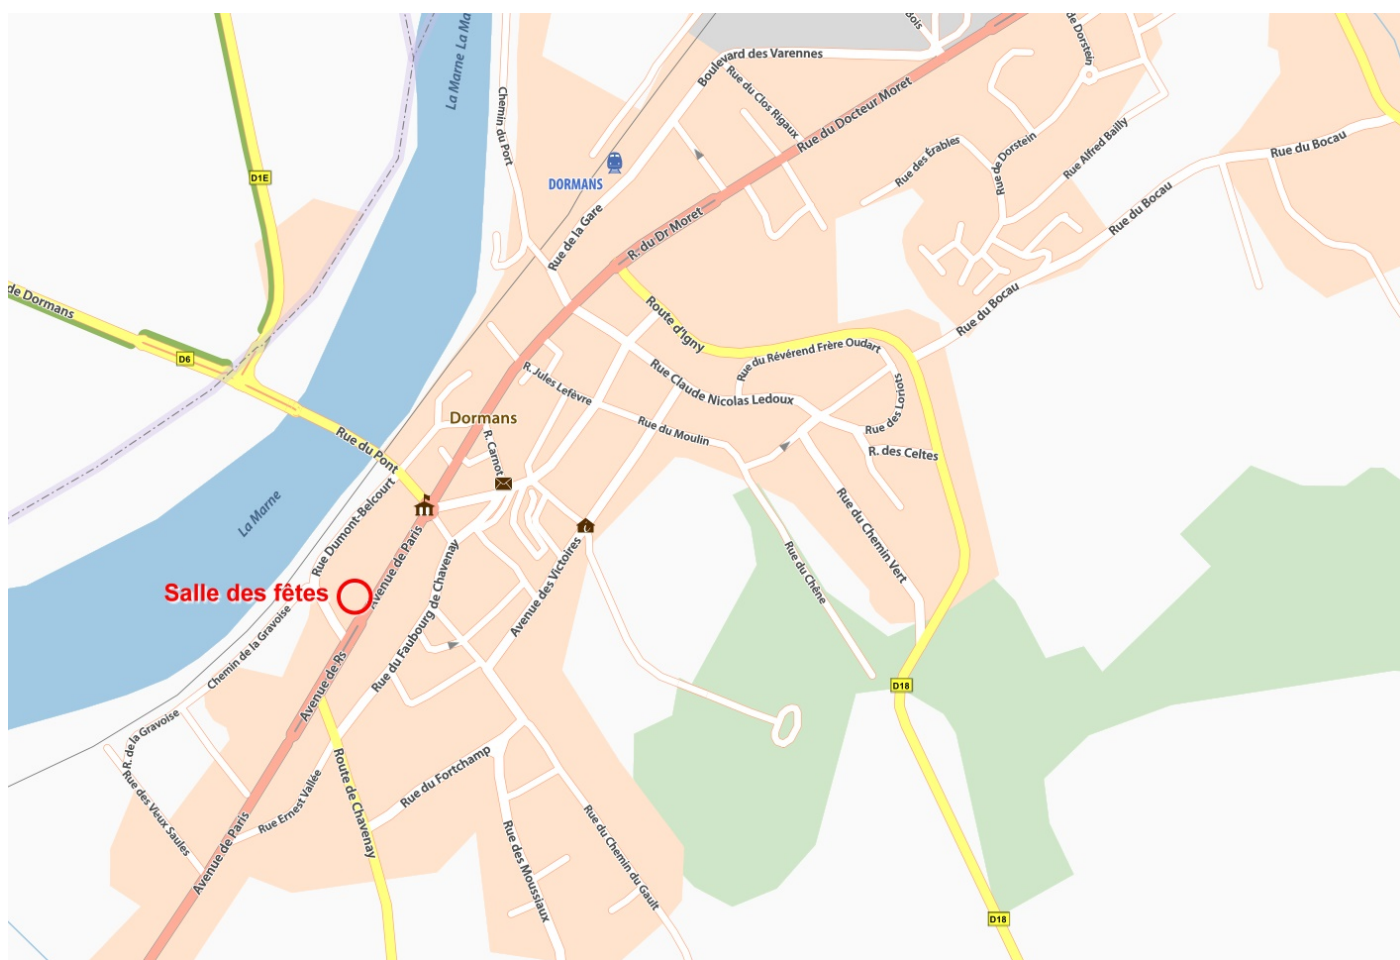 La Marne La Ma
Bois
de Dorstein
Boulevard des Varennes
Chemin du Port
Rue du Clos Rigaux
Rue du Docteur Moret
Rue des Érables
Rue de Dorstein
Rue Alfred Bailly
Rue du Bocau
Rue du Bocau
D1E
DORMANS
Rue de la Gare
R. du Dr Moret
Rue du Bocau
de Dormans
Route d'Igny
D6
Rue du Révérend Frère Oudart
R. Jules Lefèvre
Rue Claude Nicolas Ledoux
Rue des Loriots
Dormans
Rue du Moulin
Rue du Pont
R. Carnot
R. des Celtes
La Marne
Rue Dumont-Belcourt
Avenue de Paris
Rue du Chemin Vert
Rue du Faubourg de Chavenay
Avenue des Victoires
Rue du Chêne
Salle des fêtes
Chemin de la Gravoise
Avenue de Rs
D18
R. de la Gravoise
Rue des Vieux Saules
Rue Ernest Vallée
Route de Chavenay
Rue du Fortchamp
Avenue de Paris
Rue des Moussiaux
Rue du Chemin du Gault
D18